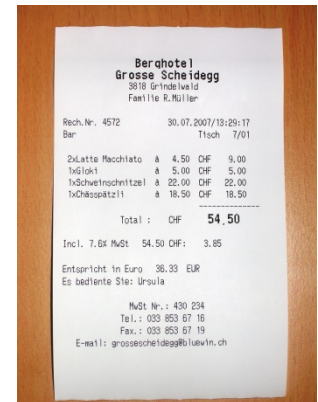 Berghotel
Grosse Scheidegg
3818 Grindelwald
Familie R.Müller
Rech.Nr. 4572 30.07.2007/13:29:17
Bar Tisch 7/01
2xLatte Macchiato à 4.50 CHF 9.00
1xGloki à 5.00 CHF 5.00
1xSchweinschnitzel à 22.00 CHF 22.00
1xChässpätzli à 18.50 CHF 18.50
Total : CHF 54.50
Incl. 7.6% MwSt 54.50 CHF: 3.85
Entspricht in Euro 36.33 EUR
Es bediente Sie: Ursula
MwSt Nr.: 430 234
Tel.: 033 853 67 16
Fax.: 033 853 67 19
E-mail: grossescheidegg@bluewin.ch